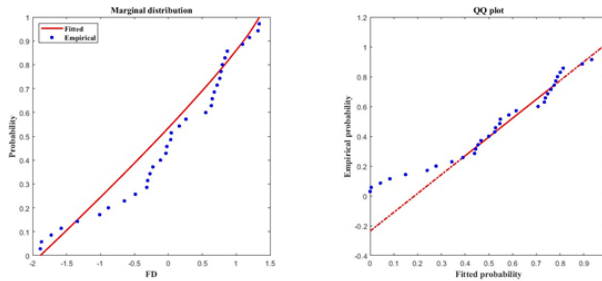 Marginal distribution
Fitted
Empirical
Probability
1
0.9
0.8
0.7
0.6
0.5
0.4
0.3
0.2
0.1
0
-2 -1.5 -1 -0.5 0 0.5 1 1.5
FD
QQ plot
Empirical probability
1.2
1
0.8
0.6
0.4
0.2
0
-0.2
-0.4
0 0.1 0.2 0.3 0.4 0.5 0.6 0.7 0.8 0.9
Fitted probability